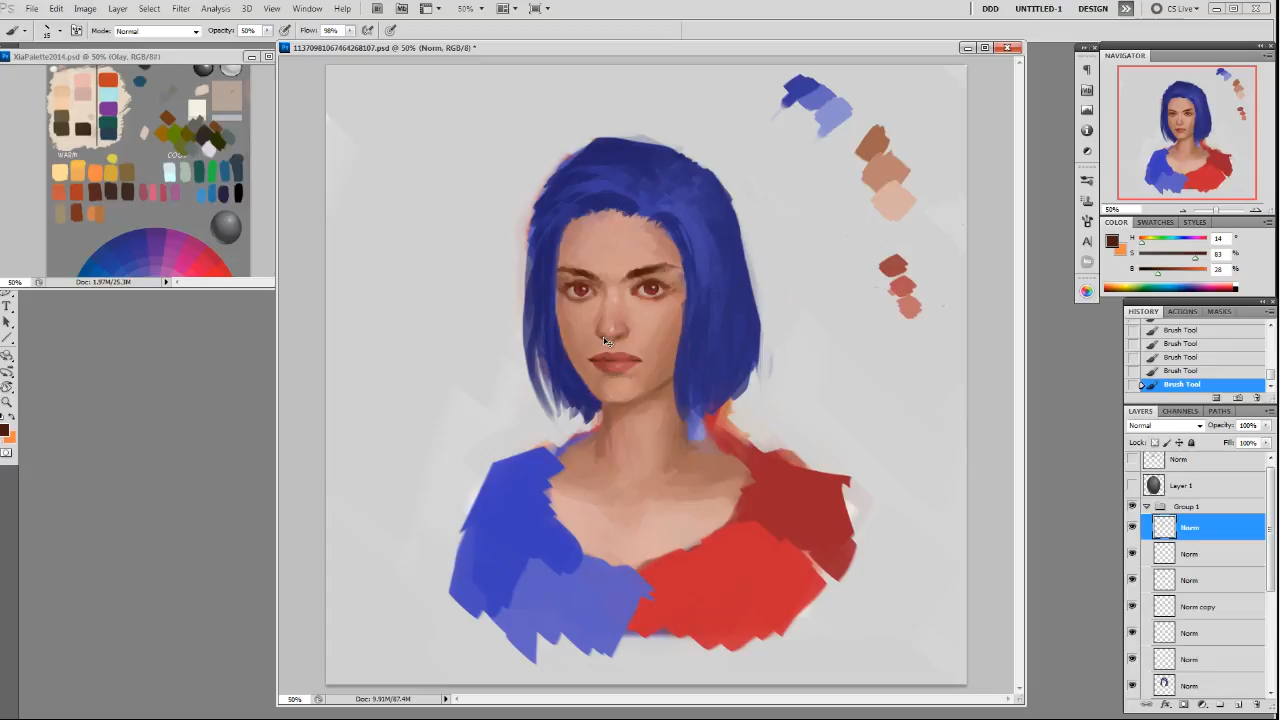 File Edit Image Layer Select Filter Analysis 3D View Window Help 50% DDD UNTITLED-1 DESIGN CS Live
15 Mode: Normal Opacity: 50% Flow: 98%
XiaPalette2014.psd @ 50% (Olay, RGB/8#)
WARM COOL
50% Doc: 1.97M/25.3M
11370981067464268107.psd @ 50% (Norm, RGB/8) *
50% Doc: 9.91M/87.4M
NAVIGATOR
50%
COLOR SWATCHES STYLES
H 14
S 83 %
B 28 %
HISTORY ACTIONS MASKS
Brush Tool
Brush Tool
Brush Tool
Brush Tool
Brush Tool
LAYERS CHANNELS PATHS
Normal Opacity: 100%
Lock: Fill: 100%
Norm
Layer 1
Group 1
Norm
Norm
Norm
Norm copy
Norm
Norm
Norm